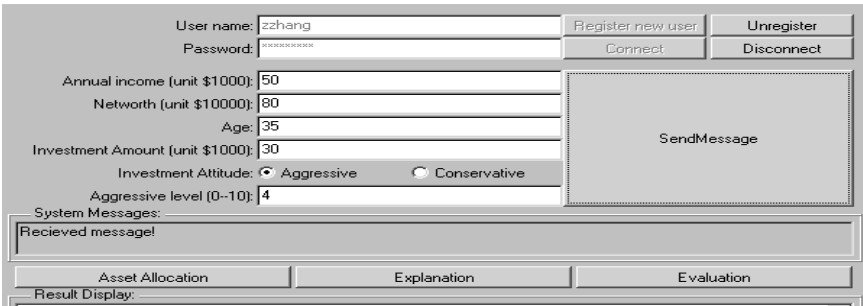 User name: zzhang Register new user Unregister
Password: ********* Connect Disconnect
Annual income (unit $1000): 50
Networth (unit $10000): 80
Age: 35
Investment Amount (unit $1000): 30
SendMessage
Investment Attitude: Aggressive Conservative
Aggressive level (0--10): 4
System Messages:
Recieved message!
Asset Allocation Explanation Evaluation
Result Display: